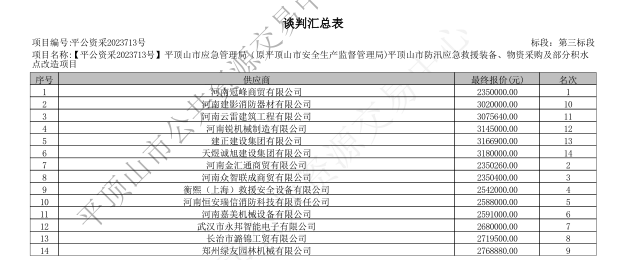 谈判汇总表
项目编号:平公资采2023713号 标段: 第三标段
项目名称:【平公资采2023713号】平顶山市应急管理局（原平顶山市安全生产监督管理局)平顶山市防汛应急救援装备、物资采购及部分积水
点改造项目
序号 供应商 最终报价(元) 名次
1 河南冠峰商贸有限公司 2350000.00 1
2 河南建影消防器材有限公司 3020000.00 10
3 河南云雷建筑工程有限公司 3075640.00 11
4 河南锐机械制造有限公司 3145000.00 12
5 建正建设集团有限公司 3166900.00 13
6 天煜诚旭建设集团有限公司 3180000.00 14
7 河南金汇通商贸有限公司 2350260.00 2
8 河南众智联成商贸有限公司 2350400.00 3
9 衡熙（上海）救援安全设备有限公司 2542000.00 4
10 河南恒安瑞信消防科技有限责任公司 2588000.00 5
11 河南嘉美机械设备有限公司 2591000.00 6
12 武汉市永邦智能电子有限公司 2680000.00 7
13 长治市潞锦工贸有限公司 2719500.00 8
14 郑州绿友园林机械有限公司 2768880.00 9
平顶山市公共资源交易中心